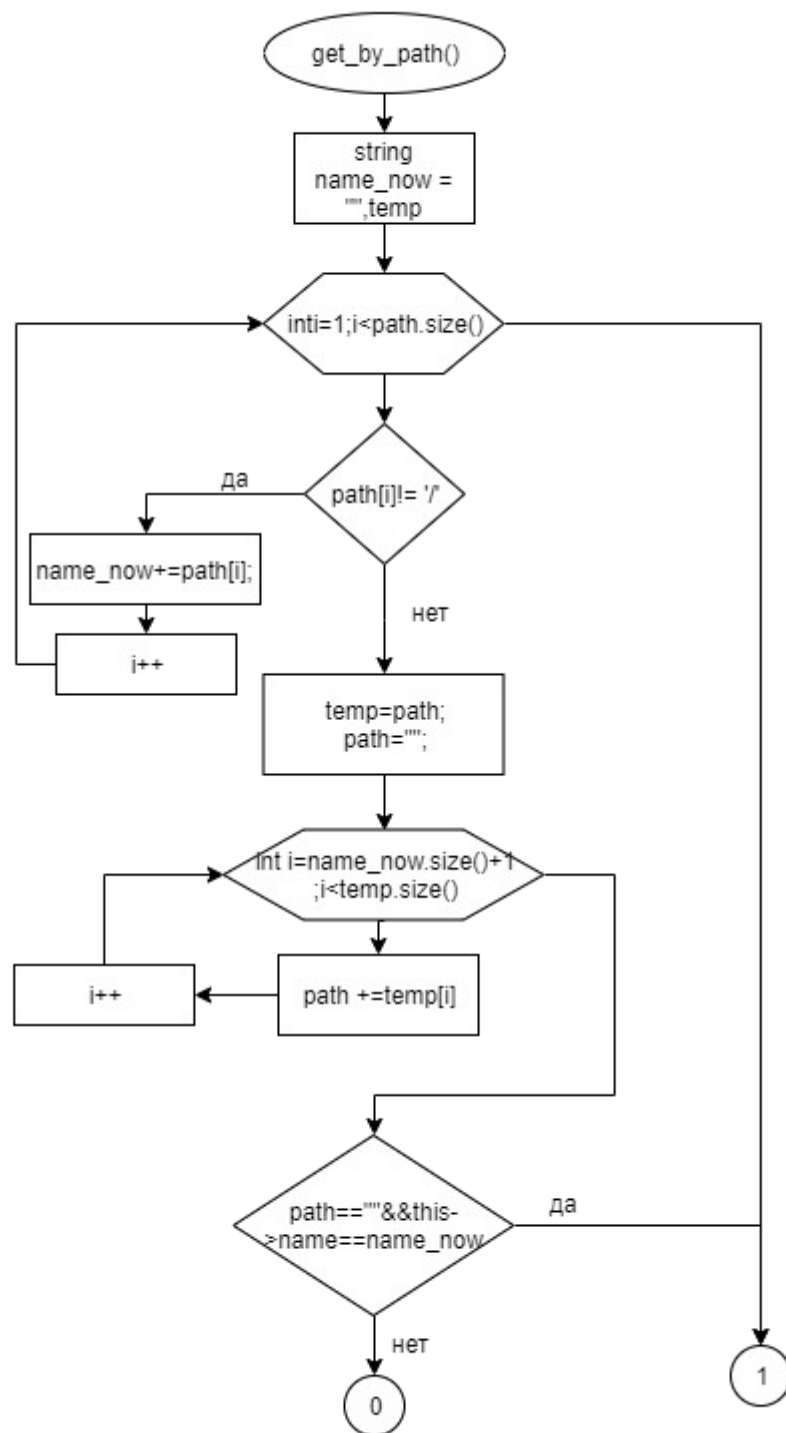 get_by_path()
string
name_now =
"",temp
inti=1;i<path.size()
path[i]!= '/'
да
name_now+=path[i];
i++
нет
temp=path;
path="";
int i=name_now.size()+1
;i<temp.size()
path +=temp[i]
i++
path==""&&this-
>name==name_now
да
нет
0
1